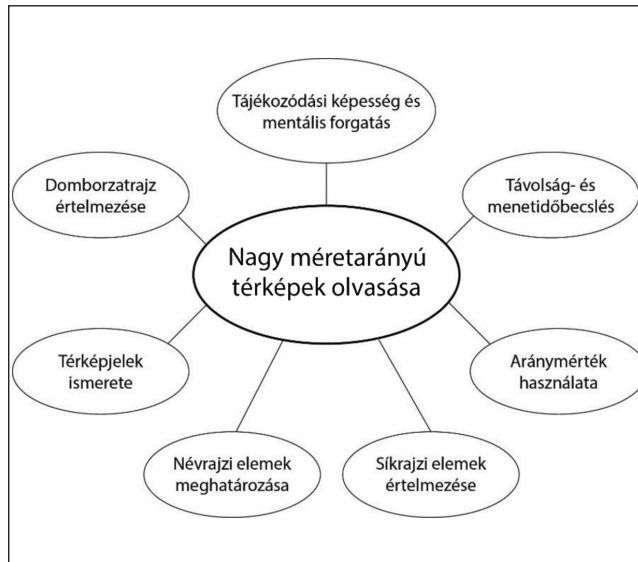 Tájékozódási képesség és
mentális forgatás
Domborzatrajz
értelmezése
Távolság- és
menetidőbecslés
Nagy méretarányú
térképek olvasása
Térképjelek
ismerete
Aránymérték
használata
Névrajzi elemek
meghatározása
Síkrajzi elemek
értelmezése